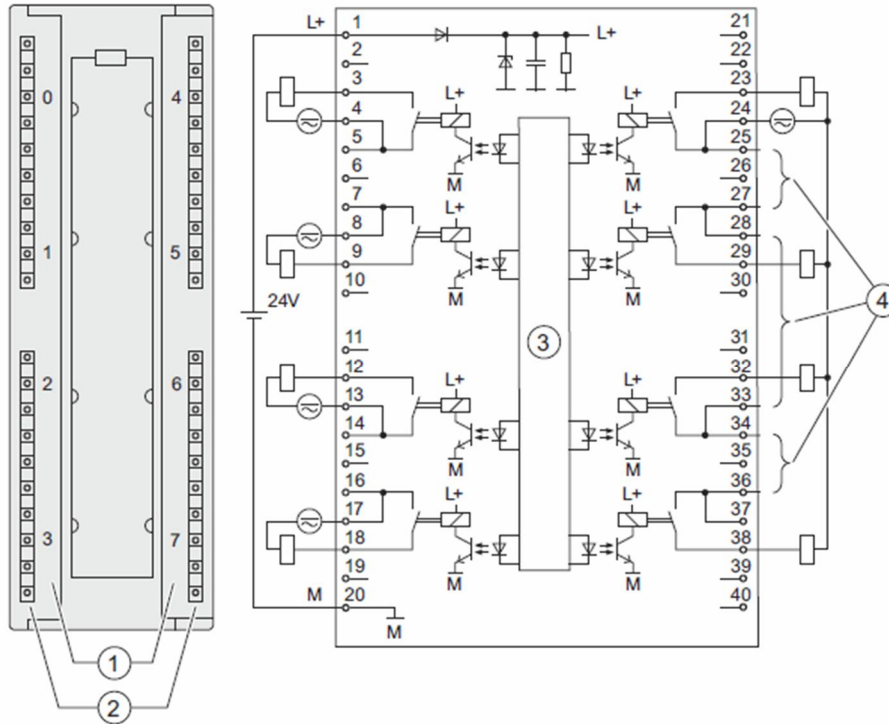 0 4
1 5
2 6
3 7
1
2
L+ 1 L+ 21
2 22
3 L+ L+ 23
4 24
5 25
6 M M 26
7 L+ L+ 27
8 28
9 29
10 M M 30
24V
3
4
11 31
12 L+ L+ 32
13 33
14 34
15 M M 35
16 L+ L+ 36
17 37
18 38
19 M M 39
M 20 M 40